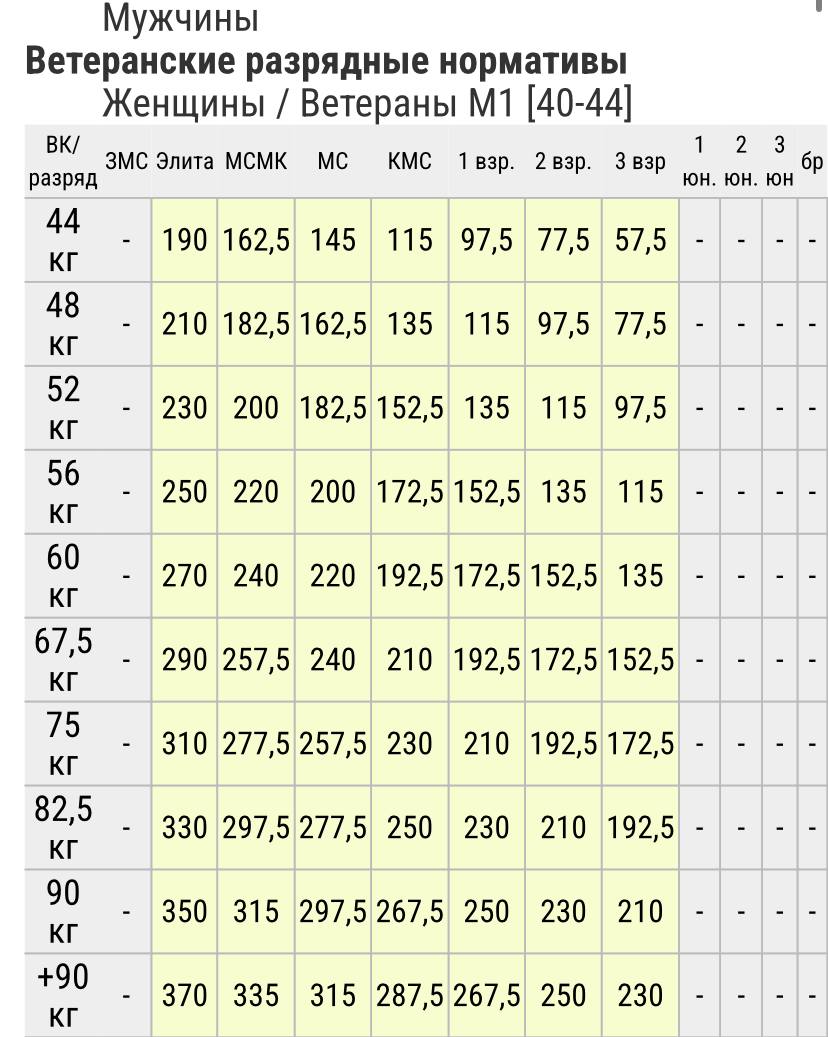 Мужчины
Ветеранские разрядные нормативы
Женщины / Ветераны М1 [40-44]
ВК/разряд ЗМС Элита МСМК МС КМС 1 взр. 2 взр. 3 взр 1 юн. 2 юн. 3 юн бр
44 кг - 190 162,5 145 115 97,5 77,5 57,5 - - - -
48 кг - 210 182,5 162,5 135 115 97,5 77,5 - - - -
52 кг - 230 200 182,5 152,5 135 115 97,5 - - - -
56 кг - 250 220 200 172,5 152,5 135 115 - - - -
60 кг - 270 240 220 192,5 172,5 152,5 135 - - - -
67,5 кг - 290 257,5 240 210 192,5 172,5 152,5 - - - -
75 кг - 310 277,5 257,5 230 210 192,5 172,5 - - - -
82,5 кг - 330 297,5 277,5 250 230 210 192,5 - - - -
90 кг - 350 315 297,5 267,5 250 230 210 - - - -
+90 кг - 370 335 315 287,5 267,5 250 230 - - - -